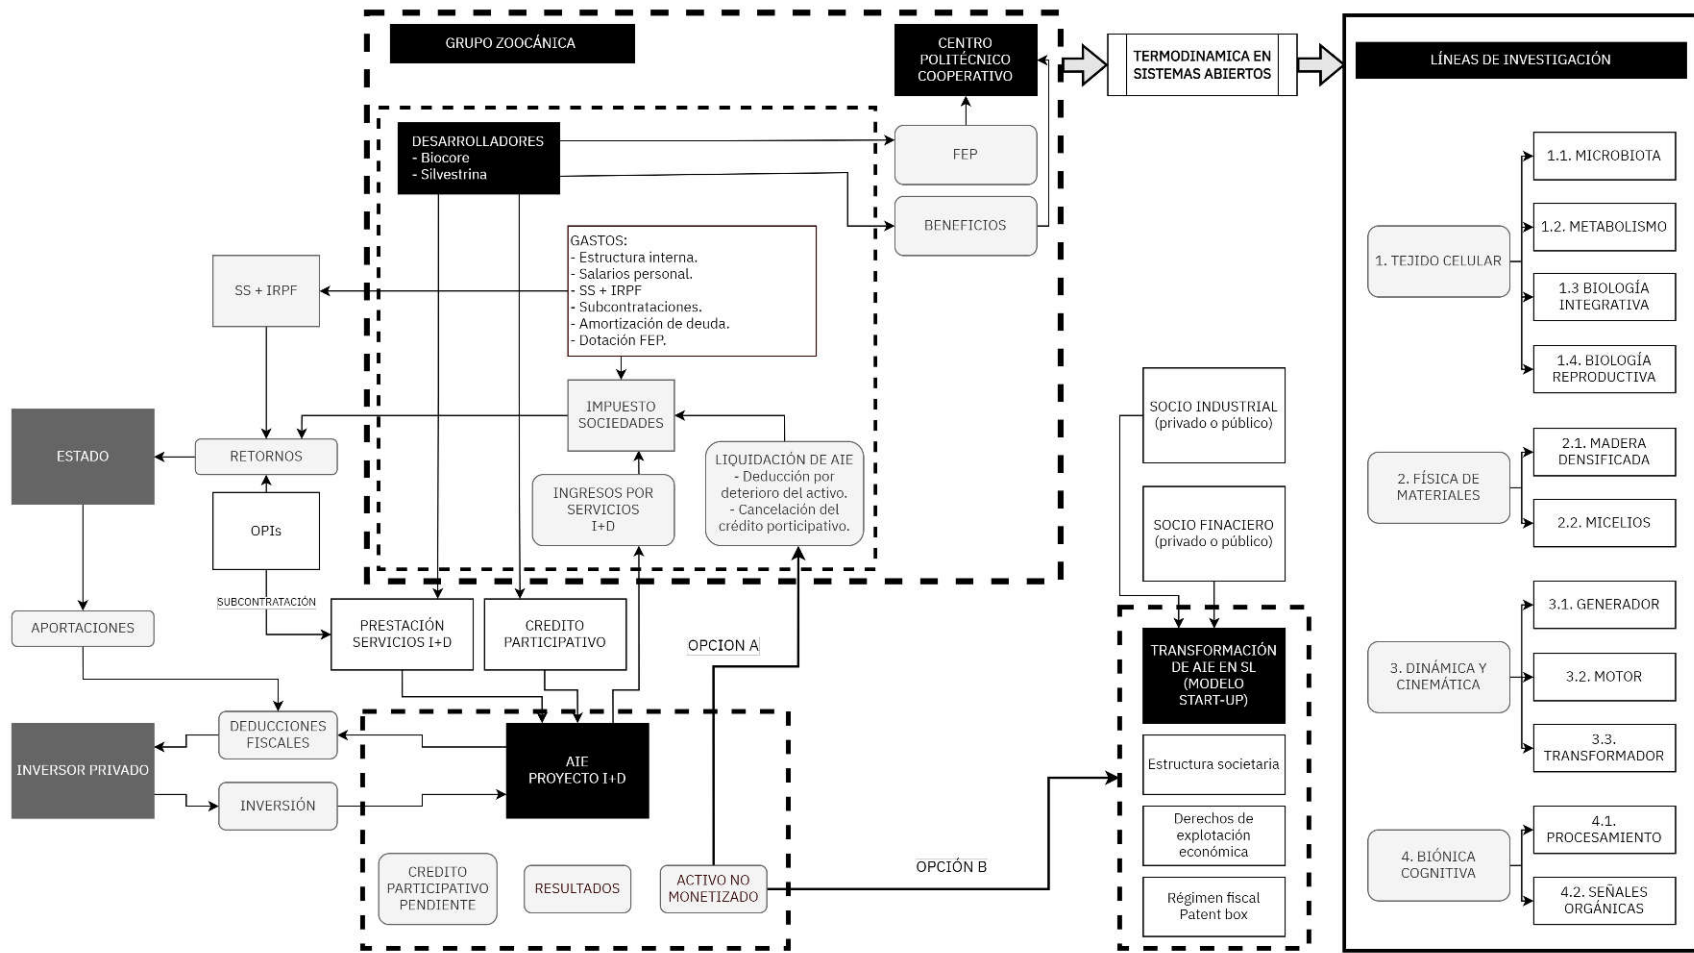 GRUPO ZOOCÁNICA
CENTRO
POLITÉCNICO
COOPERATIVO
TERMODINAMICA EN
SISTEMAS ABIERTOS
LÍNEAS DE INVESTIGACIÓN
DESARROLLADORES
- Biocore
- Silvestrina
FEP
BENEFICIOS
GASTOS:
- Estructura interna.
- Salarios personal.
- SS + IRPF
- Subcontrataciones.
- Amortización de deuda.
- Dotación FEP.
SS + IRPF
IMPUESTO
SOCIEDADES
ESTADO
RETORNOS
LIQUIDACIÓN DE AIE
- Deducción por
deterioro del activo.
- Cancelación del
crédito porticipativo.
INGRESOS POR
SERVICIOS
I+D
OPIs
SUBCONTRATACIÓN
APORTACIONES
PRESTACIÓN
SERVICIOS I+D
CREDITO
PARTICIPATIVO
OPCION A
DEDUCCIONES
FISCALES
INVERSOR PRIVADO
INVERSIÓN
AIE
PROYECTO I+D
CREDITO
PARTICIPATIVO
PENDIENTE
RESULTADOS
ACTIVO NO
MONETIZADO
OPCIÓN B
SOCIO INDUSTRIAL
(privado o público)
SOCIO FINACIERO
(privado o público)
TRANSFORMACIÓN
DE AIE EN SL
(MODELO
START-UP)
Estructura societaria
Derechos de
explotación
económica
Régimen fiscal
Patent box
1. TEJIDO CELULAR
1.1. MICROBIOTA
1.2. METABOLISMO
1.3 BIOLOGÍA
INTEGRATIVA
1.4. BIOLOGÍA
REPRODUCTIVA
2. FÍSICA DE
MATERIALES
2.1. MADERA
DENSIFICADA
2.2. MICELIOS
3. DINÁMICA Y
CINEMÁTICA
3.1. GENERADOR
3.2. MOTOR
3.3.
TRANSFORMADOR
4. BIÓNICA
COGNITIVA
4.1.
PROCESAMIENTO
4.2. SEÑALES
ORGÁNICAS